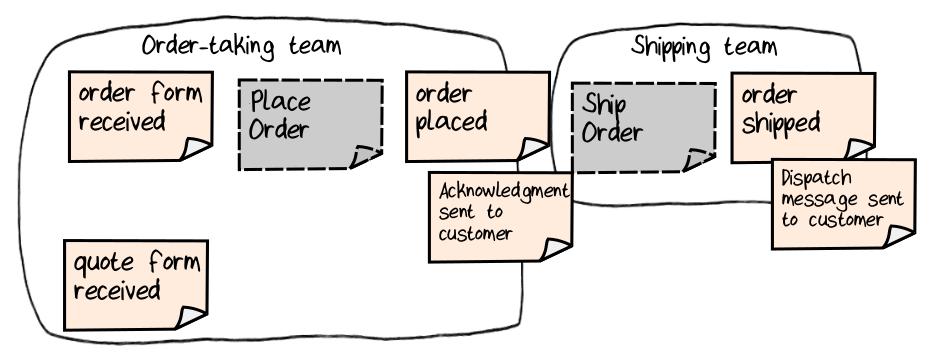 Order-taking team
order form
received
Place
Order
order
placed
Acknowledgment
sent to
customer
quote form
received
Shipping team
Ship
Order
order
shipped
Dispatch
message sent
to customer